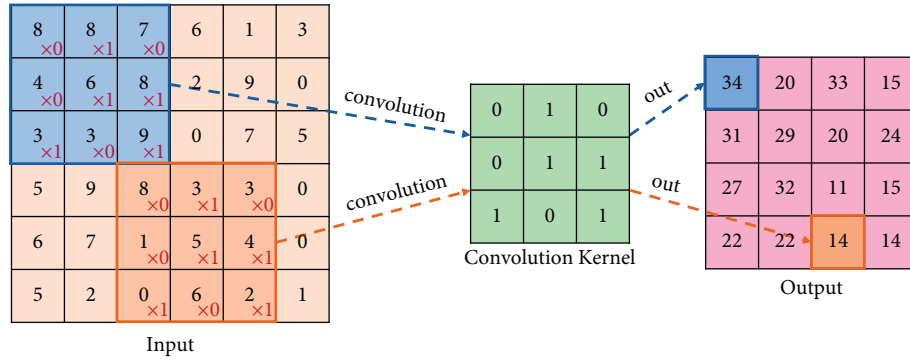 8 8 7 6 1 3
×0 ×1 ×0
4 6 8 2 9 0
×0 ×1 ×1
3 3 9 0 7 5
×1 ×0 ×1
5 9 8 3 3 0
×0 ×1 ×0
6 7 1 5 4 0
×0 ×1 ×1
5 2 0 6 2 1
×1 ×0 ×1
Input
convolution
convolution
0 1 0
0 1 1
1 0 1
Convolution Kernel
out
out
34 20 33 15
31 29 20 24
27 32 11 15
22 22 14 14
Output